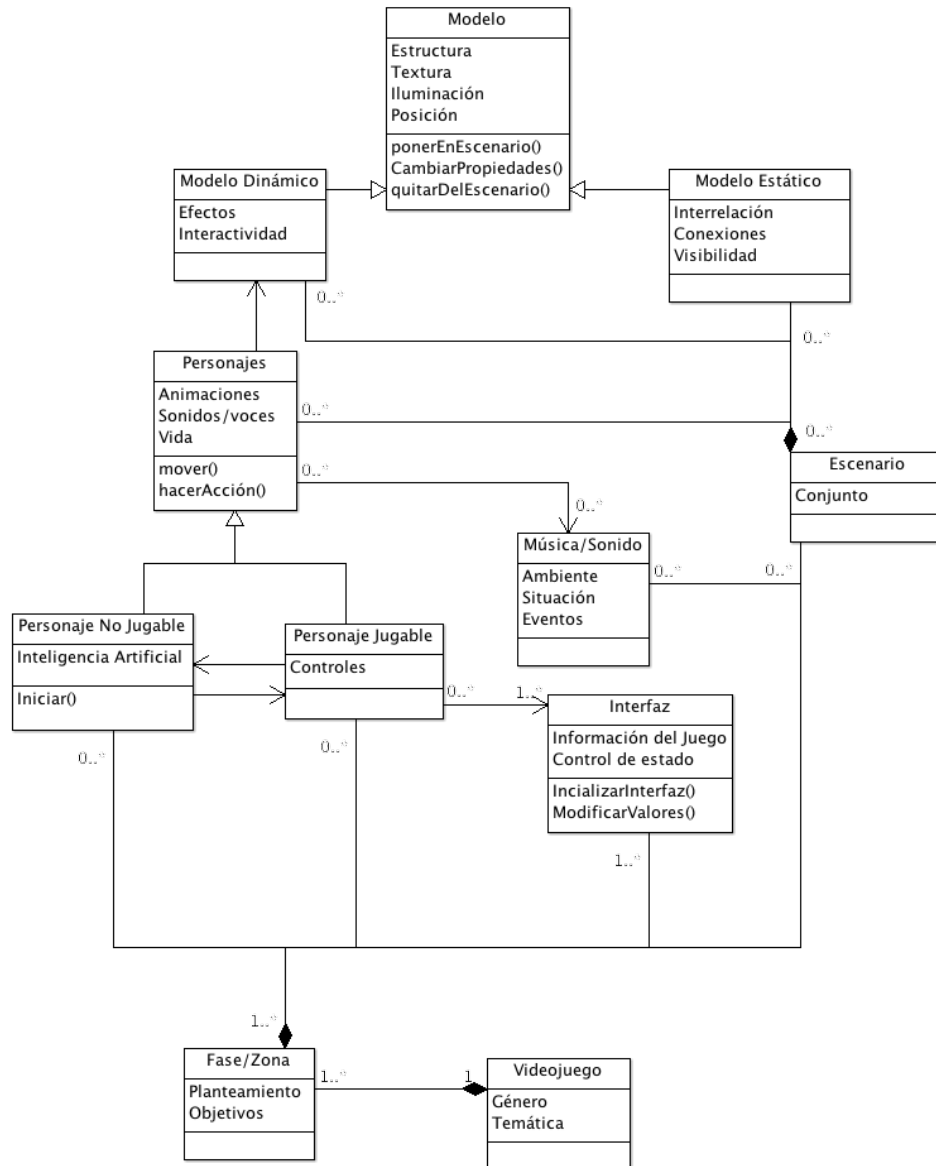 Modelo
Estructura
Textura
Iluminación
Posición
ponerEnEscenario()
CambiarPropiedades()
quitarDelEscenario()
Modelo Dinámico
Efectos
Interactividad
Modelo Estático
Interrelación
Conexiones
Visibilidad
0..*
0..*
Personajes
Animaciones
Sonidos/voces
Vida
mover()
hacerAcción()
0..*
0..*
0..*
0..*
Escenario
Conjunto
Música/Sonido
Ambiente
Situación
Eventos
0..*
0..*
Personaje No Jugable
Inteligencia Artificial
Iniciar()
Personaje Jugable
Controles
0..*
1..*
Interfaz
Información del Juego
Control de estado
IncializarInterfaz()
ModificarValores()
0..*
0..*
1..*
1..*
Fase/Zona
Planteamiento
Objetivos
1..*
1
Videojuego
Género
Temática